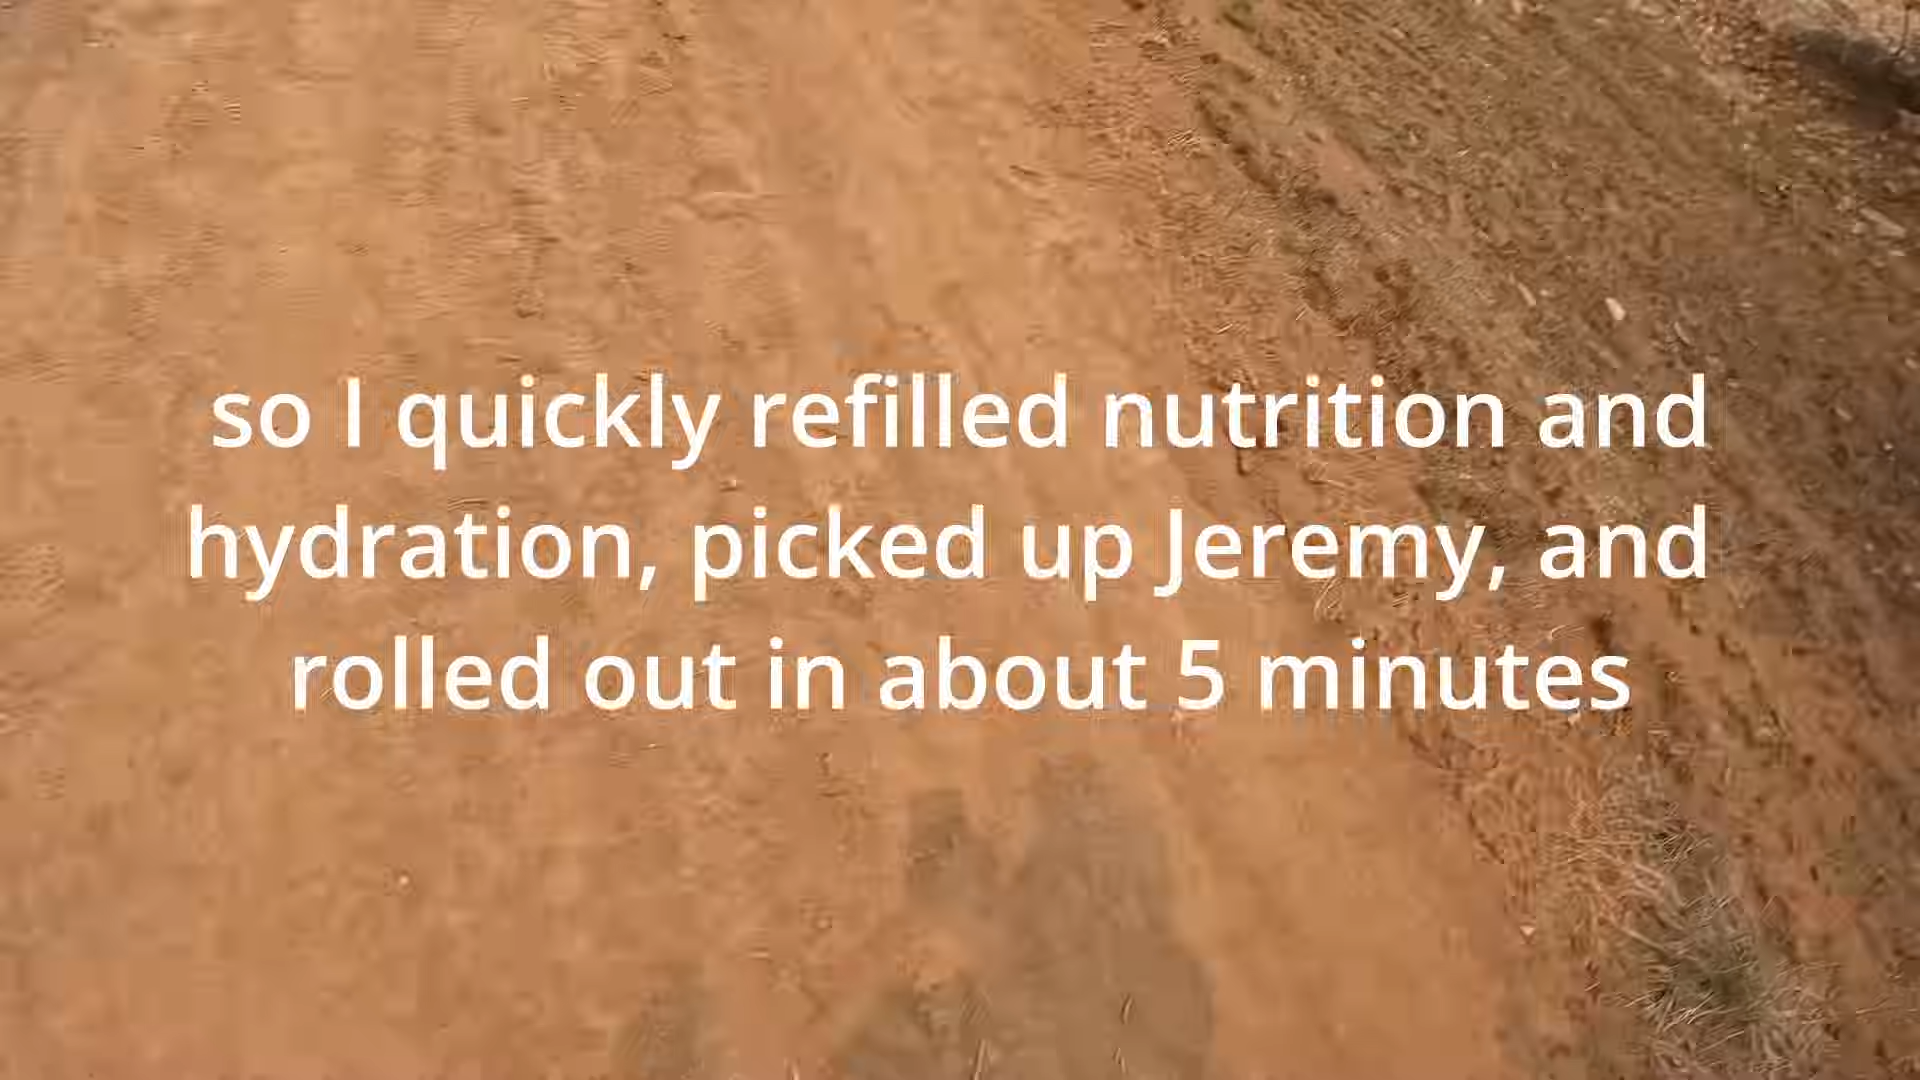 so I quickly refilled nutrition and
hydration, picked up Jeremy, and
rolled out in about 5 minutes